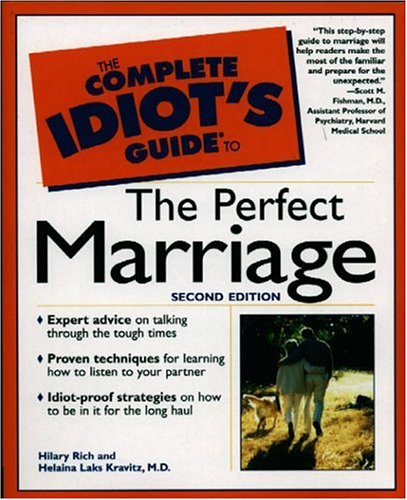 THE
COMPLETE
IDIOT'S
GUIDE® TO
"This step-by-step
guide to marriage will
help readers make the
most of the familiar
and prepare for the
unexpected."
—Scott M.
Fishman, M.D.,
Assistant Professor of
Psychiatry, Harvard
Medical School
The Perfect
Marriage
SECOND EDITION
♦ Expert advice on talking
through the tough times
♦ Proven techniques for learning
how to listen to your partner
♦ Idiot-proof strategies on how
to be in it for the long haul
Hilary Rich and
Helaina Laks Kravitz, M.D.